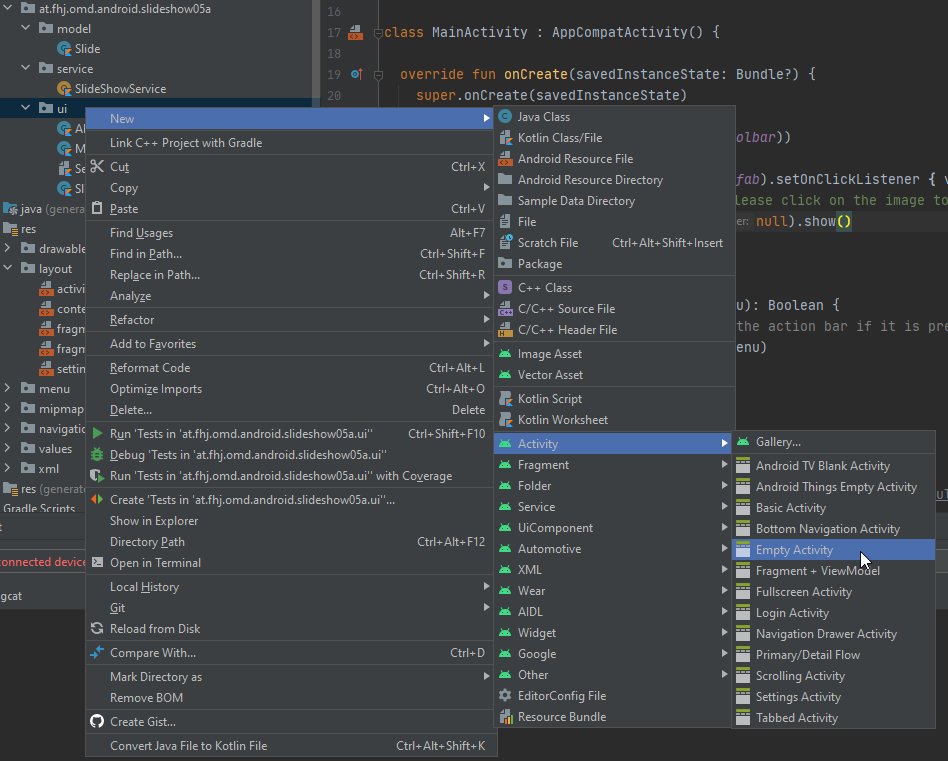 at.fhj.omd.android.slideshow05a
model
Slide
service
SlideShowService
ui
java (genera
res
drawable
layout
activi
conte
fragm
fragm
settin
menu
mipmap
navigatio
values
xml
res (generate
Gradle Scripts
onnected device
gcat
16
17 class MainActivity : AppCompatActivity() {
18
19 override fun onCreate(savedInstanceState: Bundle?) {
20 super.onCreate(savedInstanceState)
olbar))
fab).setOnClickListener { v
lease click on the image to
er: null).show()
u): Boolean {
the action bar if it is pre
enu)
New
Link C++ Project with Gradle
Cut Ctrl+X
Copy
Paste Ctrl+V
Find Usages Alt+F7
Find in Path... Ctrl+Shift+F
Replace in Path... Ctrl+Shift+R
Analyze
Refactor
Add to Favorites
Reformat Code Ctrl+Alt+L
Optimize Imports Ctrl+Alt+O
Delete... Delete
Run 'Tests in 'at.fhj.omd.android.slideshow05a.ui'' Ctrl+Shift+F10
Debug 'Tests in 'at.fhj.omd.android.slideshow05a.ui''
Run 'Tests in 'at.fhj.omd.android.slideshow05a.ui'' with Coverage
Create 'Tests in 'at.fhj.omd.android.slideshow05a.ui''...
Show in Explorer
Directory Path Ctrl+Alt+F12
Open in Terminal
Local History
Git
Reload from Disk
Compare With... Ctrl+D
Mark Directory as
Remove BOM
Create Gist...
Convert Java File to Kotlin File Ctrl+Alt+Shift+K
Java Class
Kotlin Class/File
Android Resource File
Android Resource Directory
Sample Data Directory
File
Scratch File Ctrl+Alt+Shift+Insert
Package
C++ Class
C/C++ Source File
C/C++ Header File
Image Asset
Vector Asset
Kotlin Script
Kotlin Worksheet
Activity
Fragment
Folder
Service
UiComponent
Automotive
XML
Wear
AIDL
Widget
Google
Other
EditorConfig File
Resource Bundle
Gallery...
Android TV Blank Activity
Android Things Empty Activity
Basic Activity
Bottom Navigation Activity
Empty Activity
Fragment + ViewModel
Fullscreen Activity
Login Activity
Navigation Drawer Activity
Primary/Detail Flow
Scrolling Activity
Settings Activity
Tabbed Activity